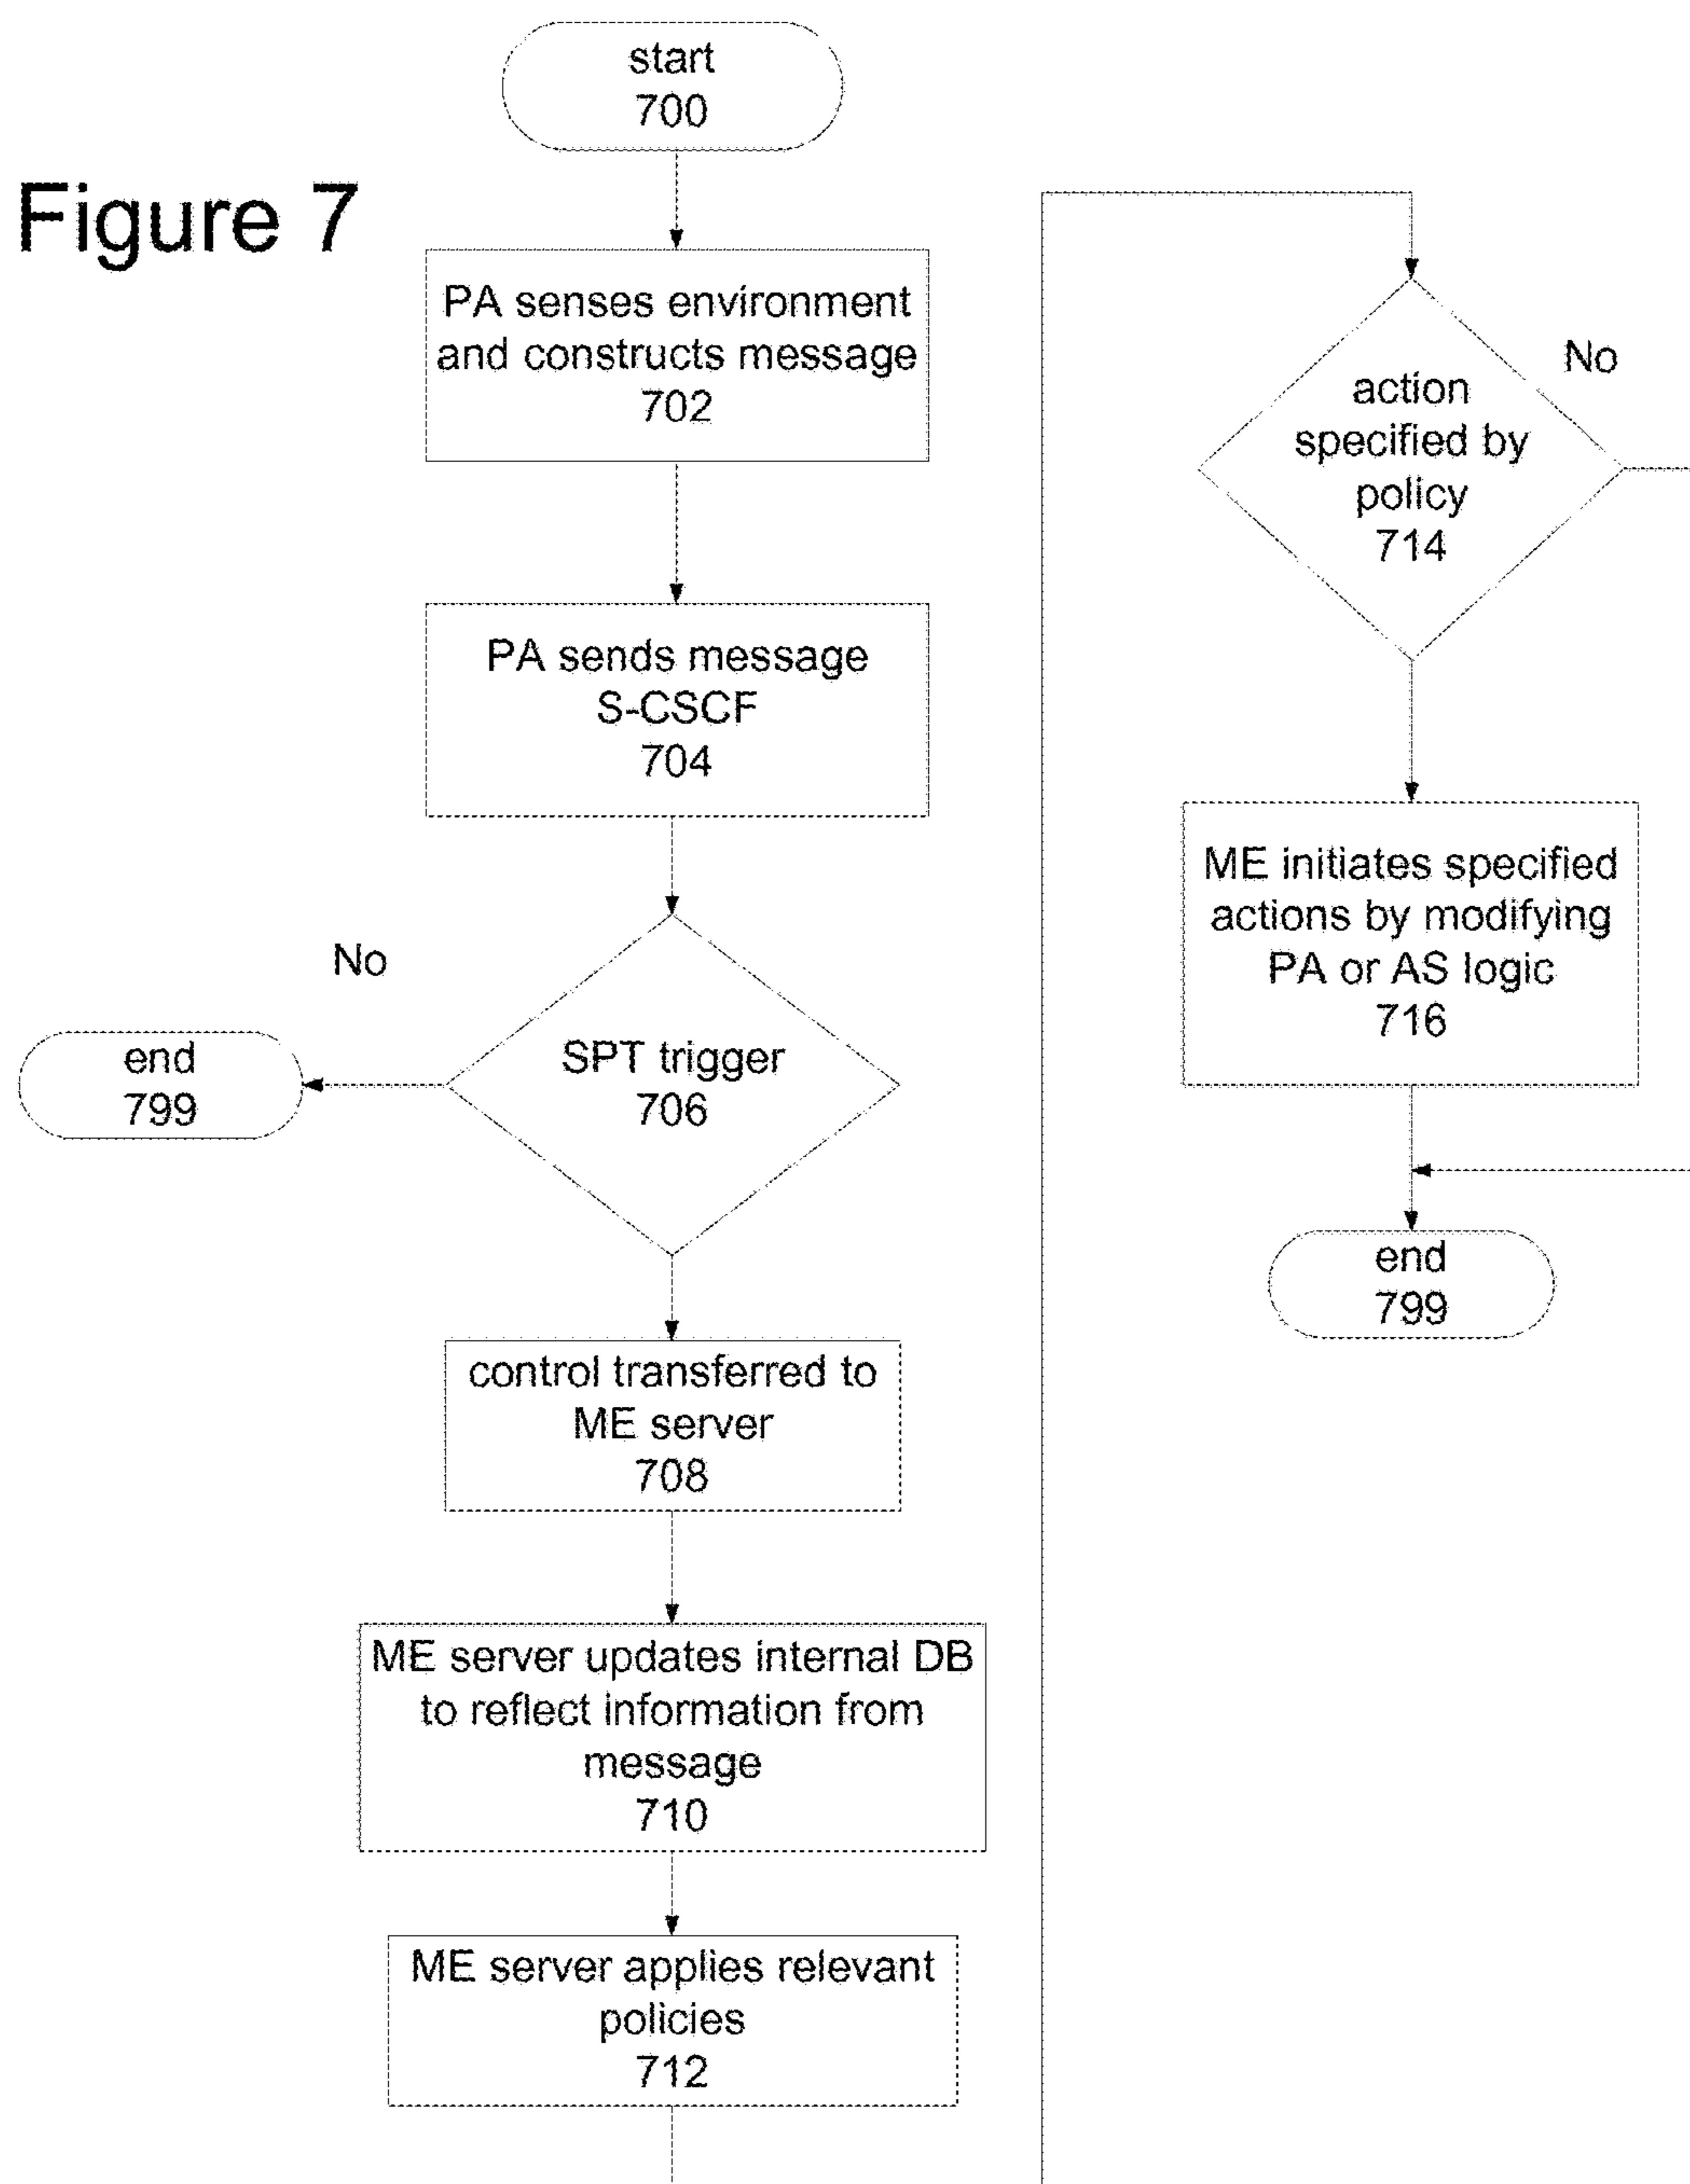 Figure 7
start
700
PA senses environment
and constructs message
702
PA sends message
S-CSCF
704
No
SPT trigger
706
end
799
control transferred to
ME server
708
ME server updates internal DB
to reflect information from
message
710
ME server applies relevant
policies
712
action
specified by
policy
714
No
ME initiates specified
actions by modifying
PA or AS logic
716
end
799